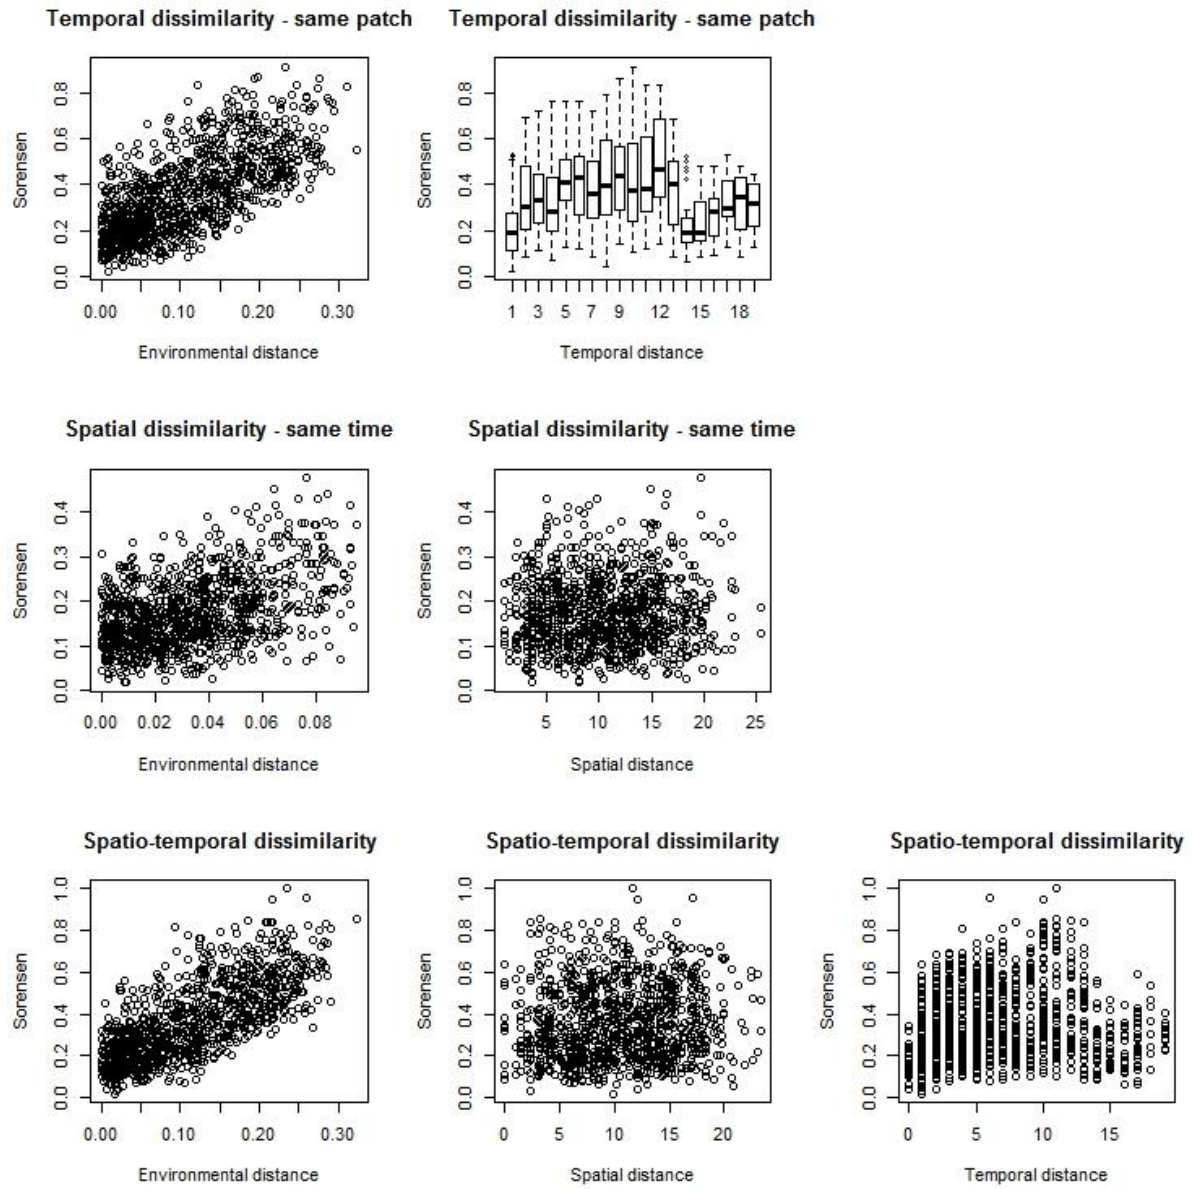 Temporal dissimilarity - same patch
Sorensen
0.0 0.2 0.4 0.6 0.8
0.00 0.10 0.20 0.30
Environmental distance
Temporal dissimilarity - same patch
Sorensen
0.0 0.2 0.4 0.6 0.8
1 3 5 7 9 12 15 18
Temporal distance
Spatial dissimilarity - same time
Sorensen
0.0 0.1 0.2 0.3 0.4
0.00 0.02 0.04 0.06 0.08
Environmental distance
Spatial dissimilarity - same time
Sorensen
0.0 0.1 0.2 0.3 0.4
5 10 15 20 25
Spatial distance
Spatio-temporal dissimilarity
Sorensen
0.0 0.2 0.4 0.6 0.8 1.0
0.00 0.10 0.20 0.30
Environmental distance
Spatio-temporal dissimilarity
Sorensen
0.0 0.2 0.4 0.6 0.8 1.0
0 5 10 15 20
Spatial distance
Spatio-temporal dissimilarity
Sorensen
0.0 0.2 0.4 0.6 0.8 1.0
0 5 10 15
Temporal distance